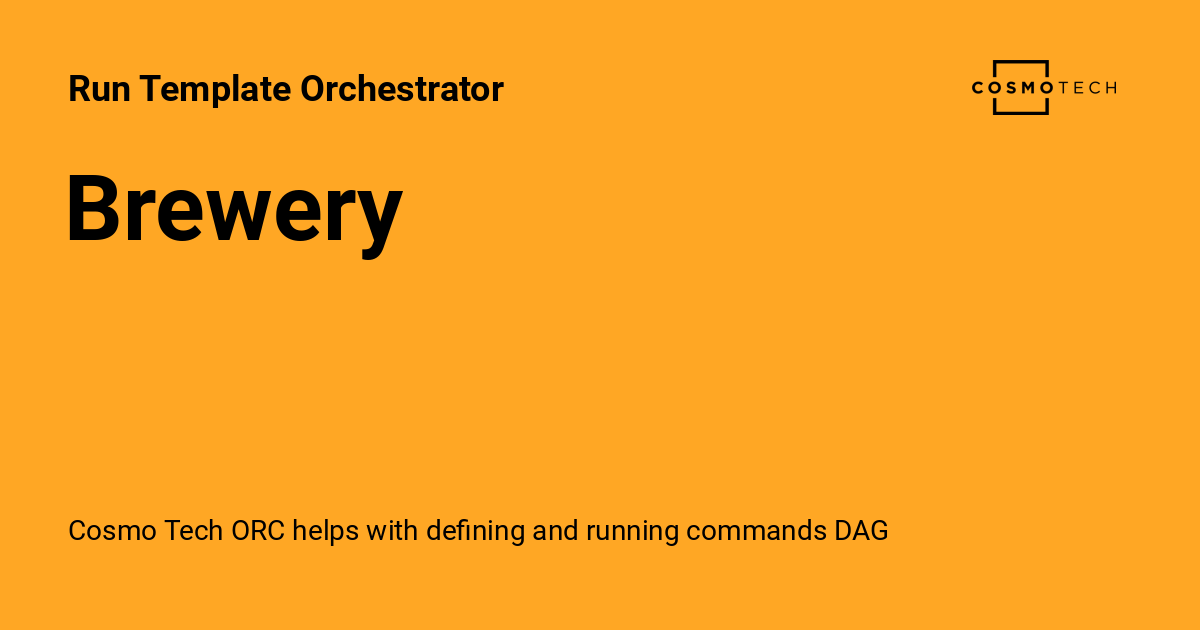 Run Template Orchestrator
COSMOTECH
Brewery
Cosmo Tech ORC helps with defining and running commands DAG